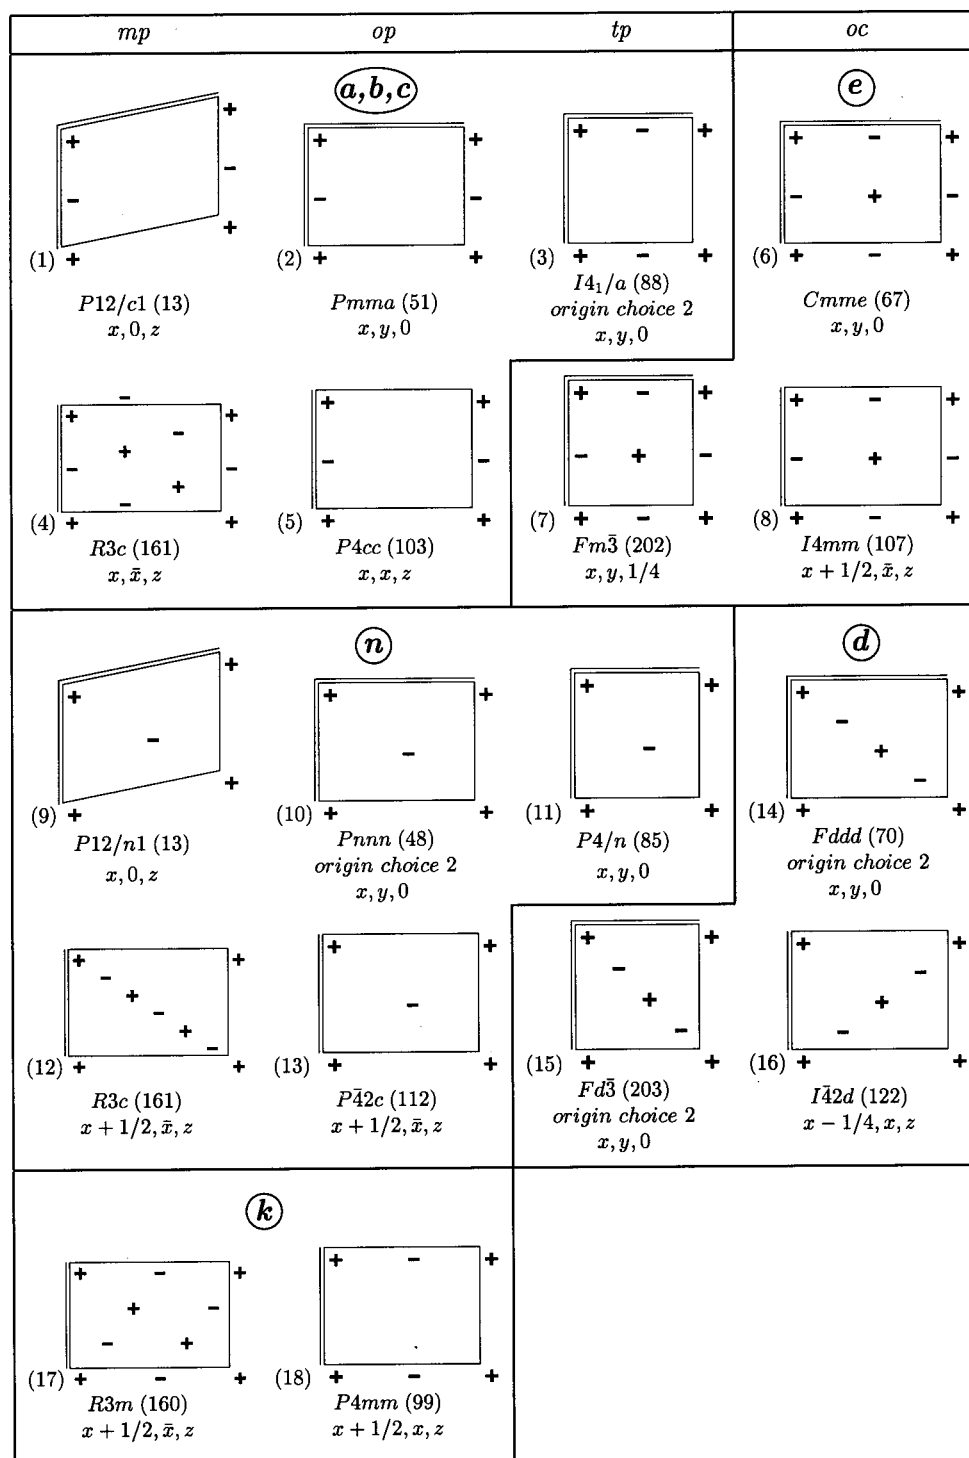 mp op tp oc
a,b,c e
(1) (2) (3) (6)
P12/c1 (13) Pmma (51) I4₁/a (88) Cmme (67)
origin choice 2
x, 0, z x, y, 0 x, y, 0 x, y, 0
(4) (5) (7) (8)
R3c (161) P4cc (103) Fm3̄ (202) I4mm (107)
x, x̄, z x, x, z x, y, 1/4 x + 1/2, x̄, z
n d
(9) (10) (11) (14)
P12/n1 (13) Pnnn (48) P4/n (85) Fddd (70)
origin choice 2 origin choice 2
x, 0, z x, y, 0 x, y, 0 x, y, 0
(12) (13) (15) (16)
R3c (161) P4̄2c (112) Fd3̄ (203) I4̄2d (122)
x + 1/2, x̄, z x + 1/2, x̄, z origin choice 2 x − 1/4, x, z
x, y, 0
k
(17) (18)
R3m (160) P4mm (99)
x + 1/2, x̄, z x + 1/2, x, z